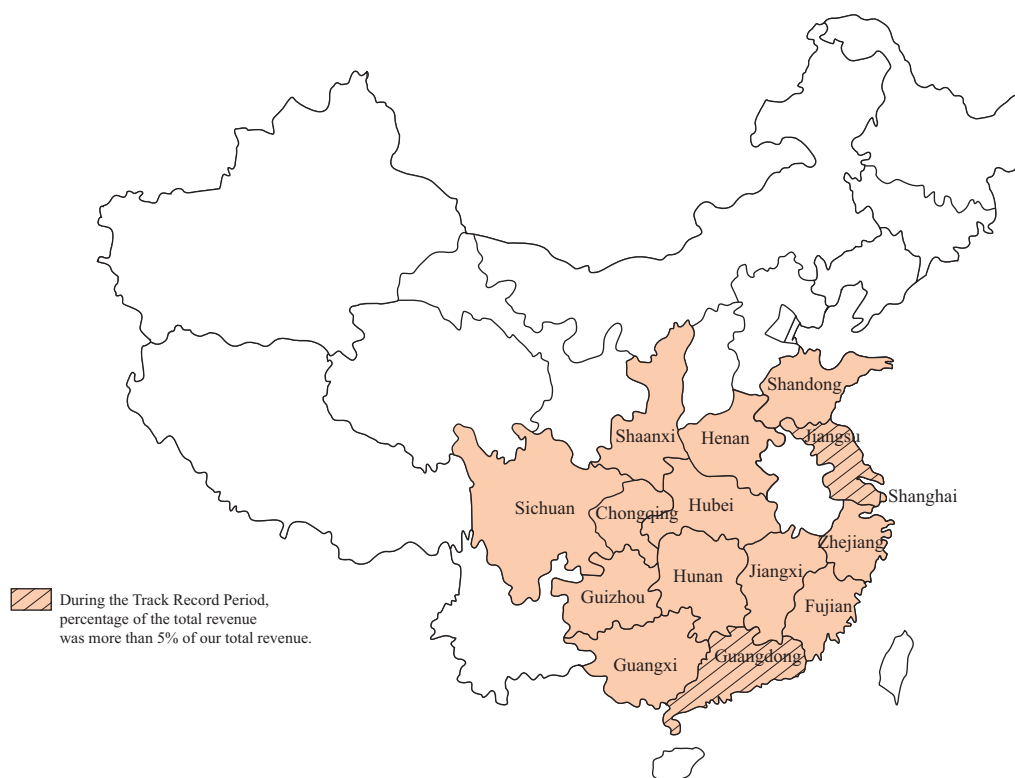 Shandong
Shaanxi
Henan
Jiangsu
Shanghai
Sichuan
Chongqing
Hubei
Zhejiang
Hunan
Jiangxi
Guizhou
Fujian
Guangxi
Guangdong
During the Track Record Period,
percentage of the total revenue
was more than 5% of our total revenue.